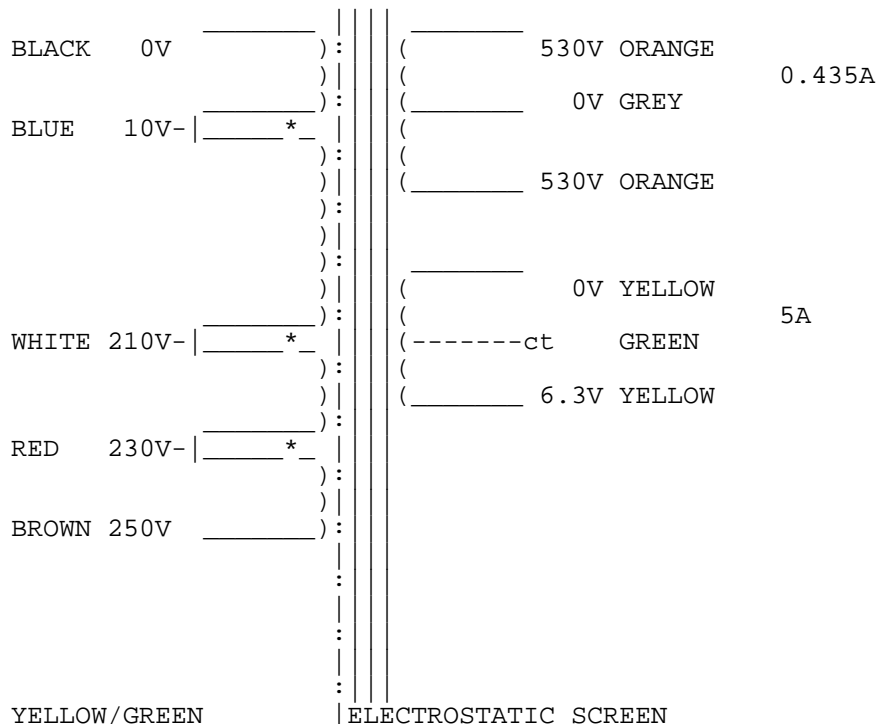 BLACK 0V 530V ORANGE
0.435A
0V GREY
BLUE 10V
530V ORANGE
0V YELLOW
5A
WHITE 210V ct GREEN
6.3V YELLOW
RED 230V
BROWN 250V
YELLOW/GREEN ELECTROSTATIC SCREEN